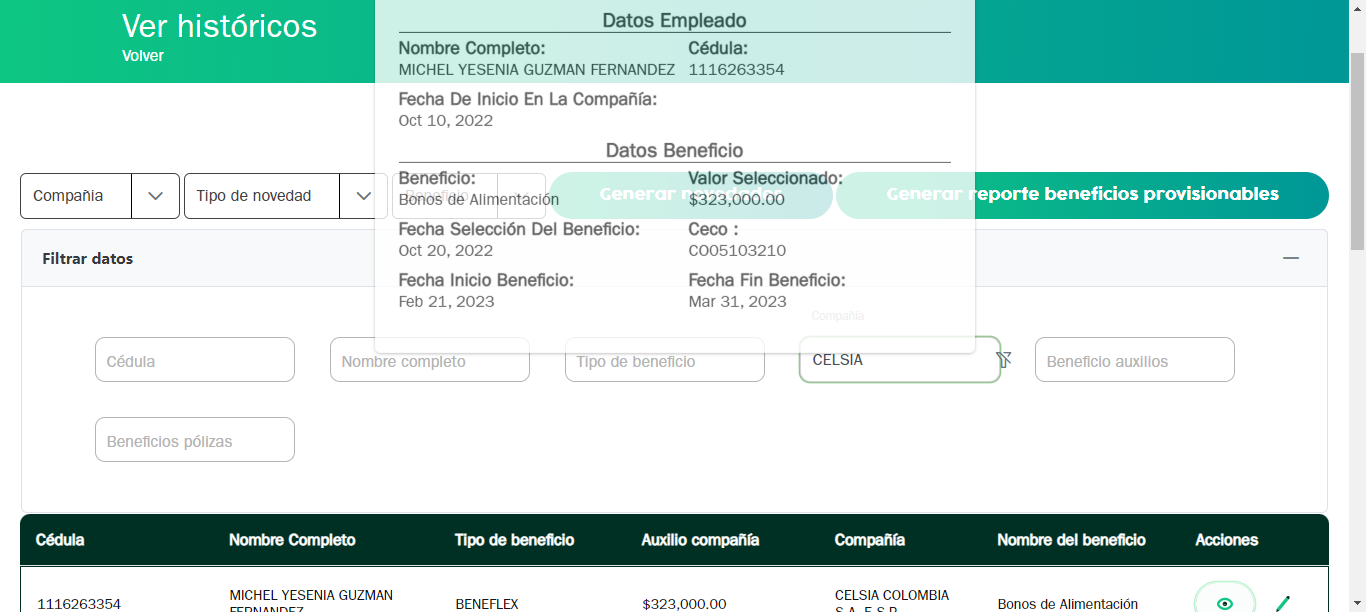 Ver históricos
Volver
Datos Empleado
Nombre Completo:
Cédula:
MICHEL YESENIA GUZMAN FERNANDEZ
1116263354
Fecha De Inicio En La Compañía:
Oct 10, 2022
Datos Beneficio
Beneficio:
Valor Seleccionado:
Bonos de Alimentación
$323,000.00
Fecha Selección Del Beneficio:
Ceco :
Oct 20, 2022
CO05103210
Fecha Inicio Beneficio:
Fecha Fin Beneficio:
Feb 21, 2023
Mar 31, 2023
Compañia
Tipo de novedad
Beneficio
Generar novedades
Generar reporte beneficios provisionables
Filtrar datos
Compañía
Cédula
Nombre completo
Tipo de beneficio
CELSIA
Beneficio auxilios
Beneficios pólizas
Cédula
Nombre Completo
Tipo de beneficio
Auxilio compañía
Compañía
Nombre del beneficio
Acciones
1116263354
MICHEL YESENIA GUZMAN
FERNANDEZ
BENEFLEX
$323,000.00
CELSIA COLOMBIA
S.A. E.S.P.
Bonos de Alimentación